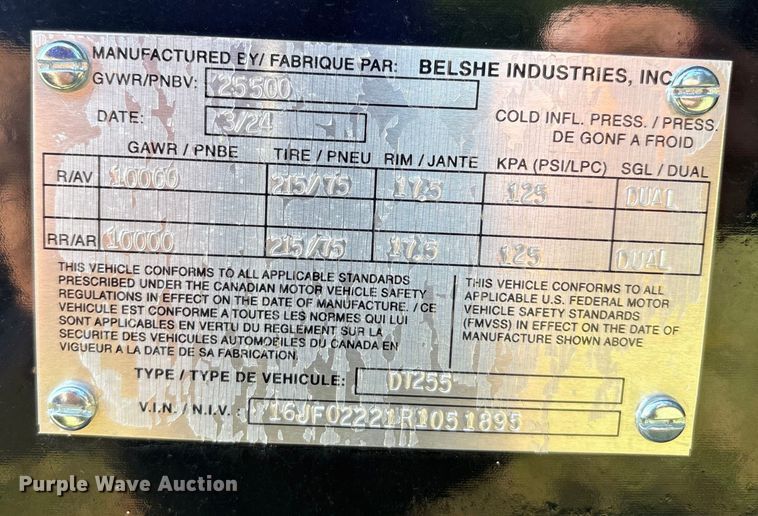 MANUFACTURED BY/ FABRIQUE PAR: BELSHE INDUSTRIES, INC.
GVWR/PNBV: 25500
DATE: 3/24
COLD INFL. PRESS. / PRESS.
DE GONF A FROID
GAWR / PNBE TIRE / PNEU RIM / JANTE KPA (PSI/LPC) SGL / DUAL
R/AV 10000 215/75 17.5 125 DUAL
RR/AR 10000 215/75 17.5 125 DUAL
THIS VEHICLE CONFORMS TO ALL APPLICABLE STANDARDS
PRESCRIBED UNDER THE CANADIAN MOTOR VEHICLE SAFETY
REGULATIONS IN EFFECT ON THE DATE OF MANUFACTURE. / CE
VEHICULE EST CONFORME A TOUTES LES NORMES QUI LUI
SONT APPLICABLES EN VERTU DU REGLEMENT SUR LA
SECURITE DES VEHICULES AUTOMOBILES DU CANADA EN
VIGUEUR A LA DATE DE SA FABRICATION.
THIS VEHICLE CONFORMS TO ALL
APPLICABLE U.S. FEDERAL MOTOR
VEHICLE SAFETY STANDARDS
(FMVSS) IN EFFECT ON THE DATE OF
MANUFACTURE SHOWN ABOVE
TYPE / TYPE DE VEHICULE: DT255
V.I.N. / N.I.V. 16JF02221R1051895
Purple Wave Auction